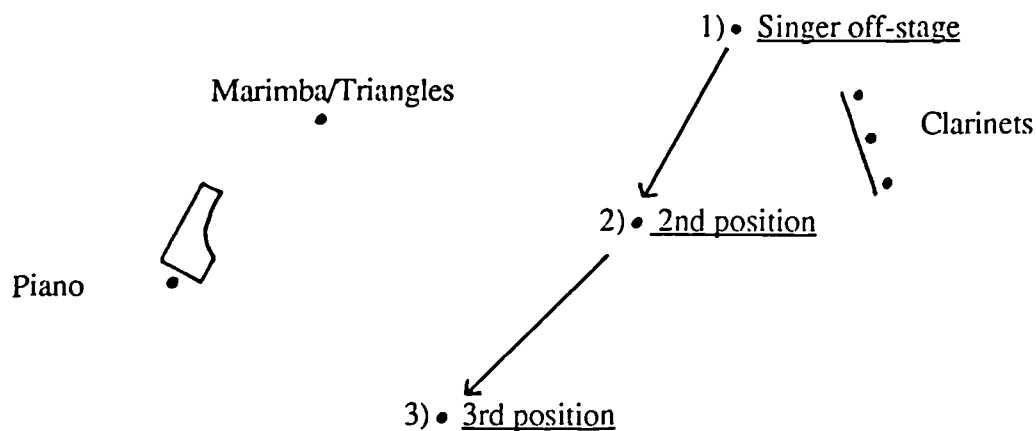 1) Singer off-stage
Marimba/Triangles
Clarinets
2) 2nd position
Piano
3) 3rd position